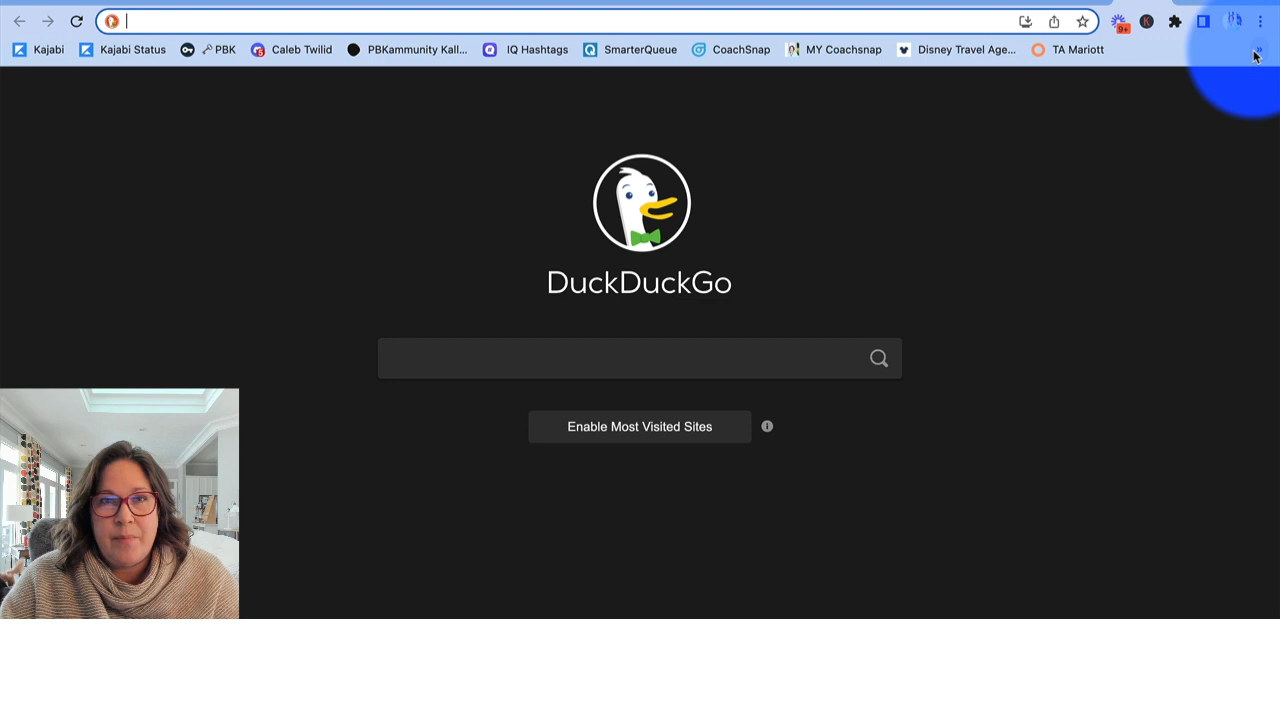 9+
Kajabi Kajabi Status PBK Caleb Twilid PBKammunity Kall... IQ Hashtags SmarterQueue CoachSnap MY Coachsnap Disney Travel Age... TA Mariott »
DuckDuckGo
Enable Most Visited Sites